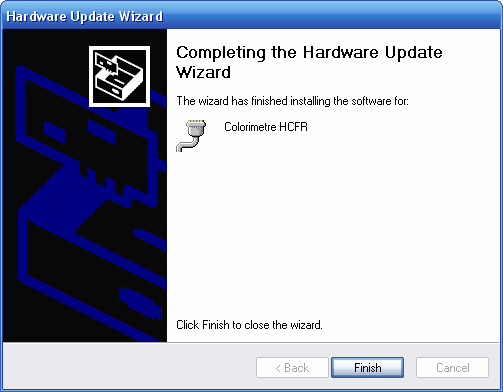 Hardware Update Wizard
Completing the Hardware Update
Wizard
The wizard has finished installing the software for:
Colorimetre HCFR
Click Finish to close the wizard.
< Back
Finish
Cancel